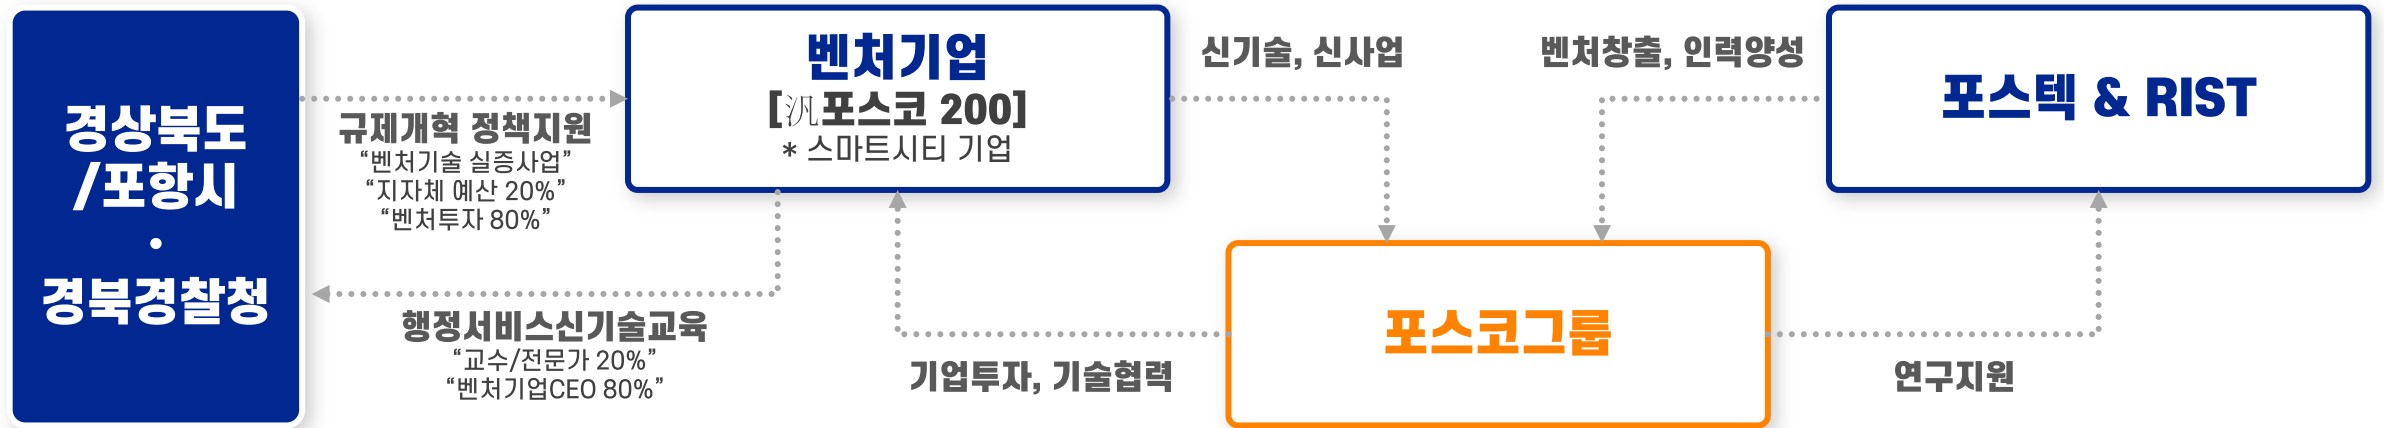 경상북도
/포항시
·
경북경찰청
규제개혁 정책지원
“벤처기술 실증사업”
“지자체 예산 20%”
“벤처투자 80%”
행정서비스신기술교육
“교수/전문가 20%”
“벤처기업CEO 80%”
벤처기업
[汎포스코 200]
* 스마트시티 기업
신기술, 신사업
기업투자, 기술협력
포스코그룹
벤처창출, 인력양성
연구지원
포스텍 & RIST